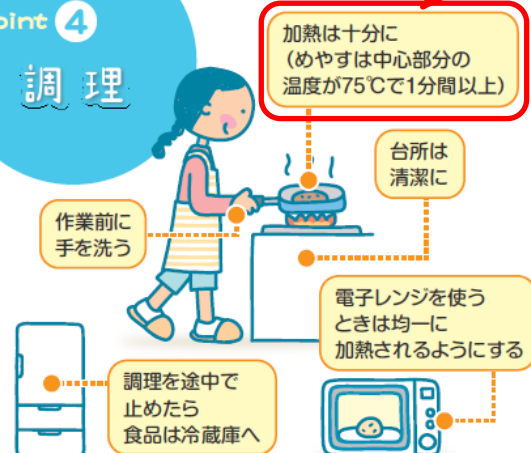 point 4
調理
加熱は十分に
(めやすは中心部分の
温度が75℃で1分間以上)
台所は
清潔に
作業前に
手を洗う
電子レンジを使う
ときは均一に
加熱されるようにする
調理を途中で
止めたら
食品は冷蔵庫へ